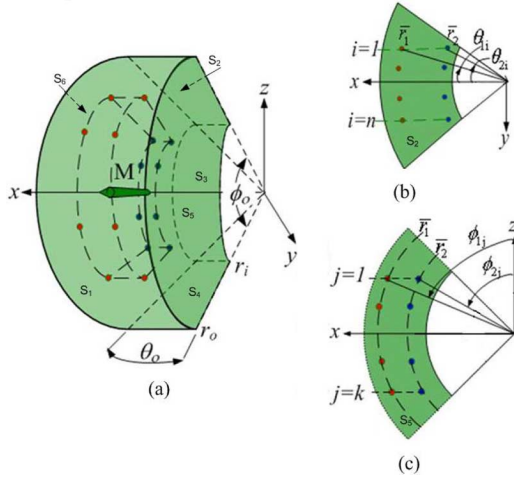 S₂
S₆
z
M
x
S₃
ϕₒ
S₅
y
S₁
rᵢ
S₄
rₒ
θₒ
(a)
r̅₁ r̅₂
θ₁ᵢ
i=1
θ₂ᵢ
x
i=n
S₂
y
(b)
z
r̅₁
ϕ₁ⱼ
r̅₂
ϕ₂ⱼ
j=1
x
j=k
S₅
(c)